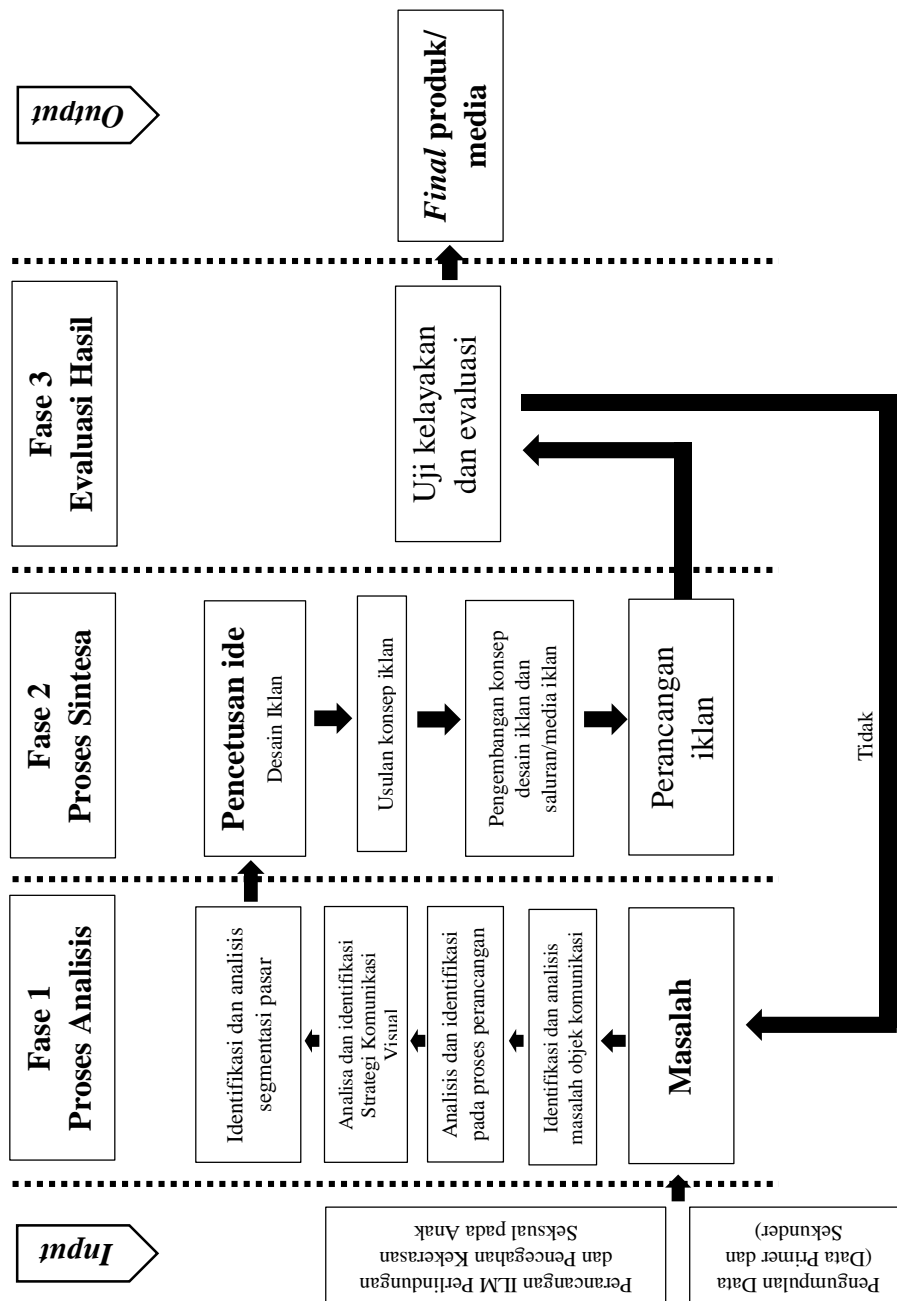 Input
Perancangan ILM Perlindungan
dan Pencegahan Kekerasan
Seksual pada Anak
Pengumpulan Data
(Data Primer dan
Sekunder)
Fase 1
Proses Analisis
Identifikasi dan analisis
segmentasi pasar
Analisa dan identifikasi
Strategi Komunikasi
Visual
Analisis dan identifikasi
pada proses perancangan
Identifikasi dan analisis
masalah objek komunikasi
Masalah
Fase 2
Proses Sintesa
Pencetusan ide
Desain Iklan
Usulan konsep iklan
Pengembangan konsep
desain iklan dan
saluran/media iklan
Perancangan
iklan
Tidak
Fase 3
Evaluasi Hasil
Uji kelayakan
dan evaluasi
Output
Final produk/
media